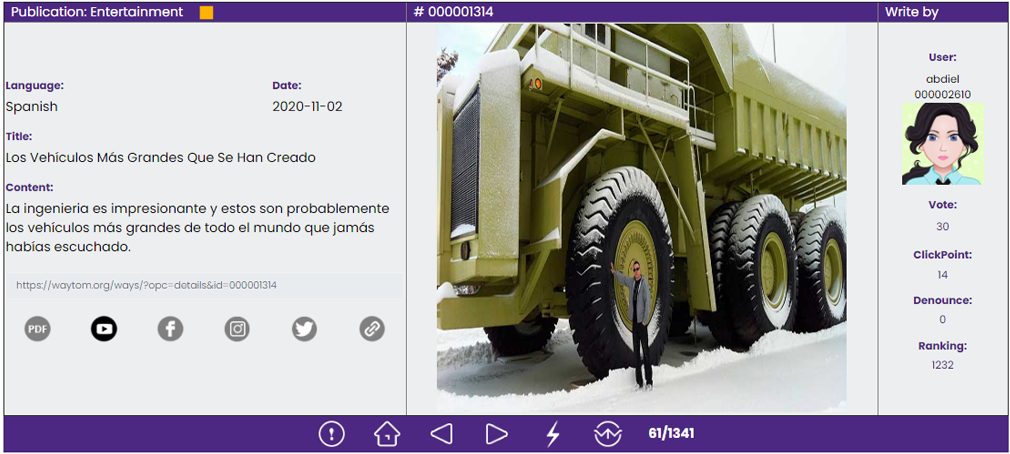 Publication: Entertainment
# 000001314
Write by
Language:
Date:
Spanish
2020-11-02
Title:
Los Vehículos Más Grandes Que Se Han Creado
Content:
La ingenieria es impresionante y estos son probablemente
los vehículos más grandes de todo el mundo que jamás
habías escuchado.
https://waytom.org/ways/?opc=details&id=000001314
PDF
User:
abdiel
000002610
Vote:
30
ClickPoint:
14
Denounce:
0
Ranking:
1232
61/1341